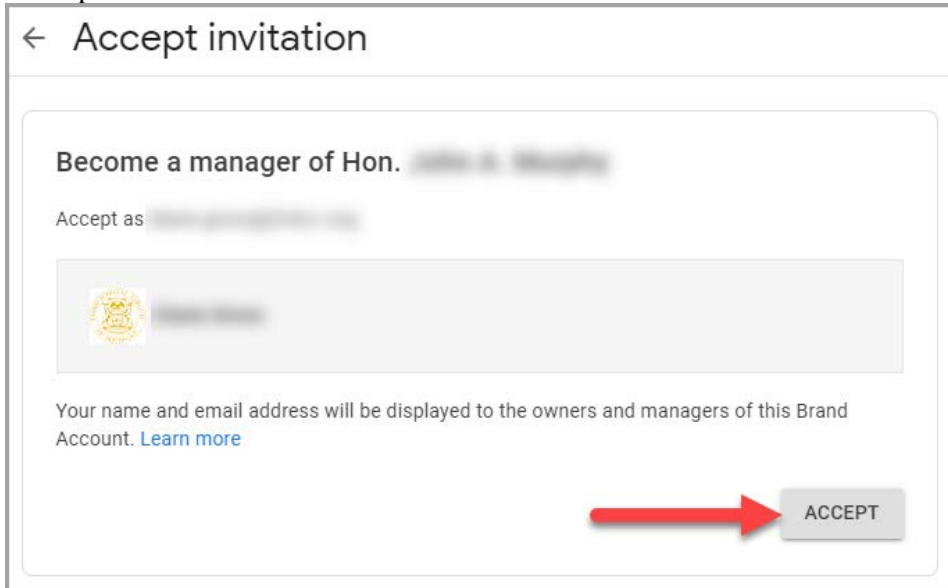 Accept invitation
Become a manager of Hon.
Accept as
Your name and email address will be displayed to the owners and managers of this Brand
Account. Learn more
ACCEPT